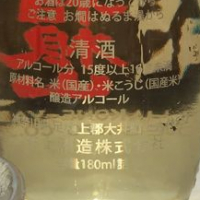 お酒は20歳になってから
ご注意 お燗はぬるま湯から
清酒
アルコール分 15度以上16
原材料名 米(国産)・米こうじ(国産米)
醸造アルコール
上郡大井
造株式
180ml